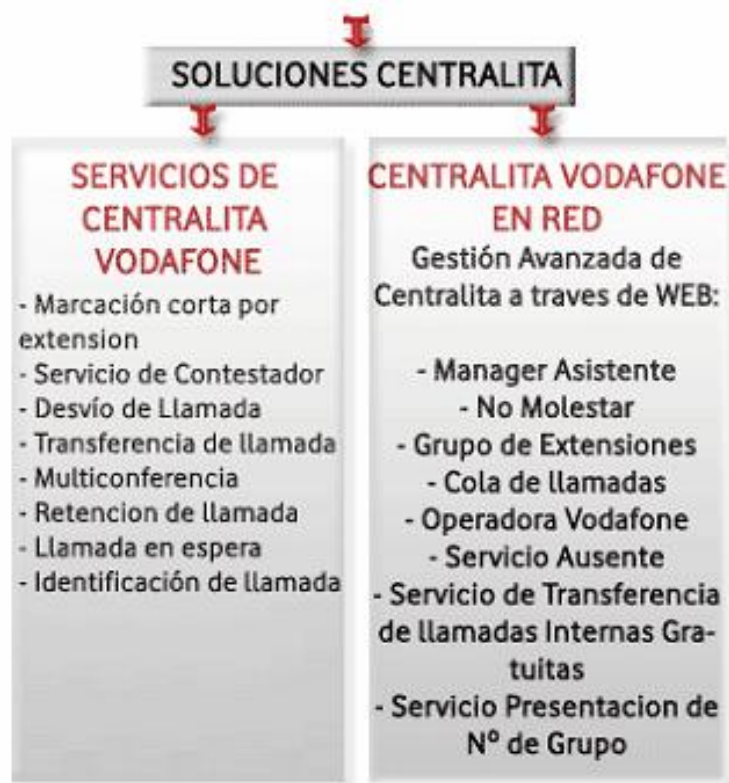 SOLUCIONES CENTRALITA
SERVICIOS DE
CENTRALITA
VODAFONE
- Marcación corta por
extension
- Servicio de Contestador
- Desvío de Llamada
- Transferencia de llamada
- Multiconferencia
- Retencion de llamada
- Llamada en espera
- Identificación de llamada
CENTRALITA VODAFONE
EN RED
Gestión Avanzada de
Centralita a traves de WEB:
- Manager Asistente
- No Molestar
- Grupo de Extensiones
- Cola de llamadas
- Operadora Vodafone
- Servicio Ausente
- Servicio de Transferencia
de llamadas Internas Gra-
tuitas
- Servicio Presentacion de
Nº de Grupo